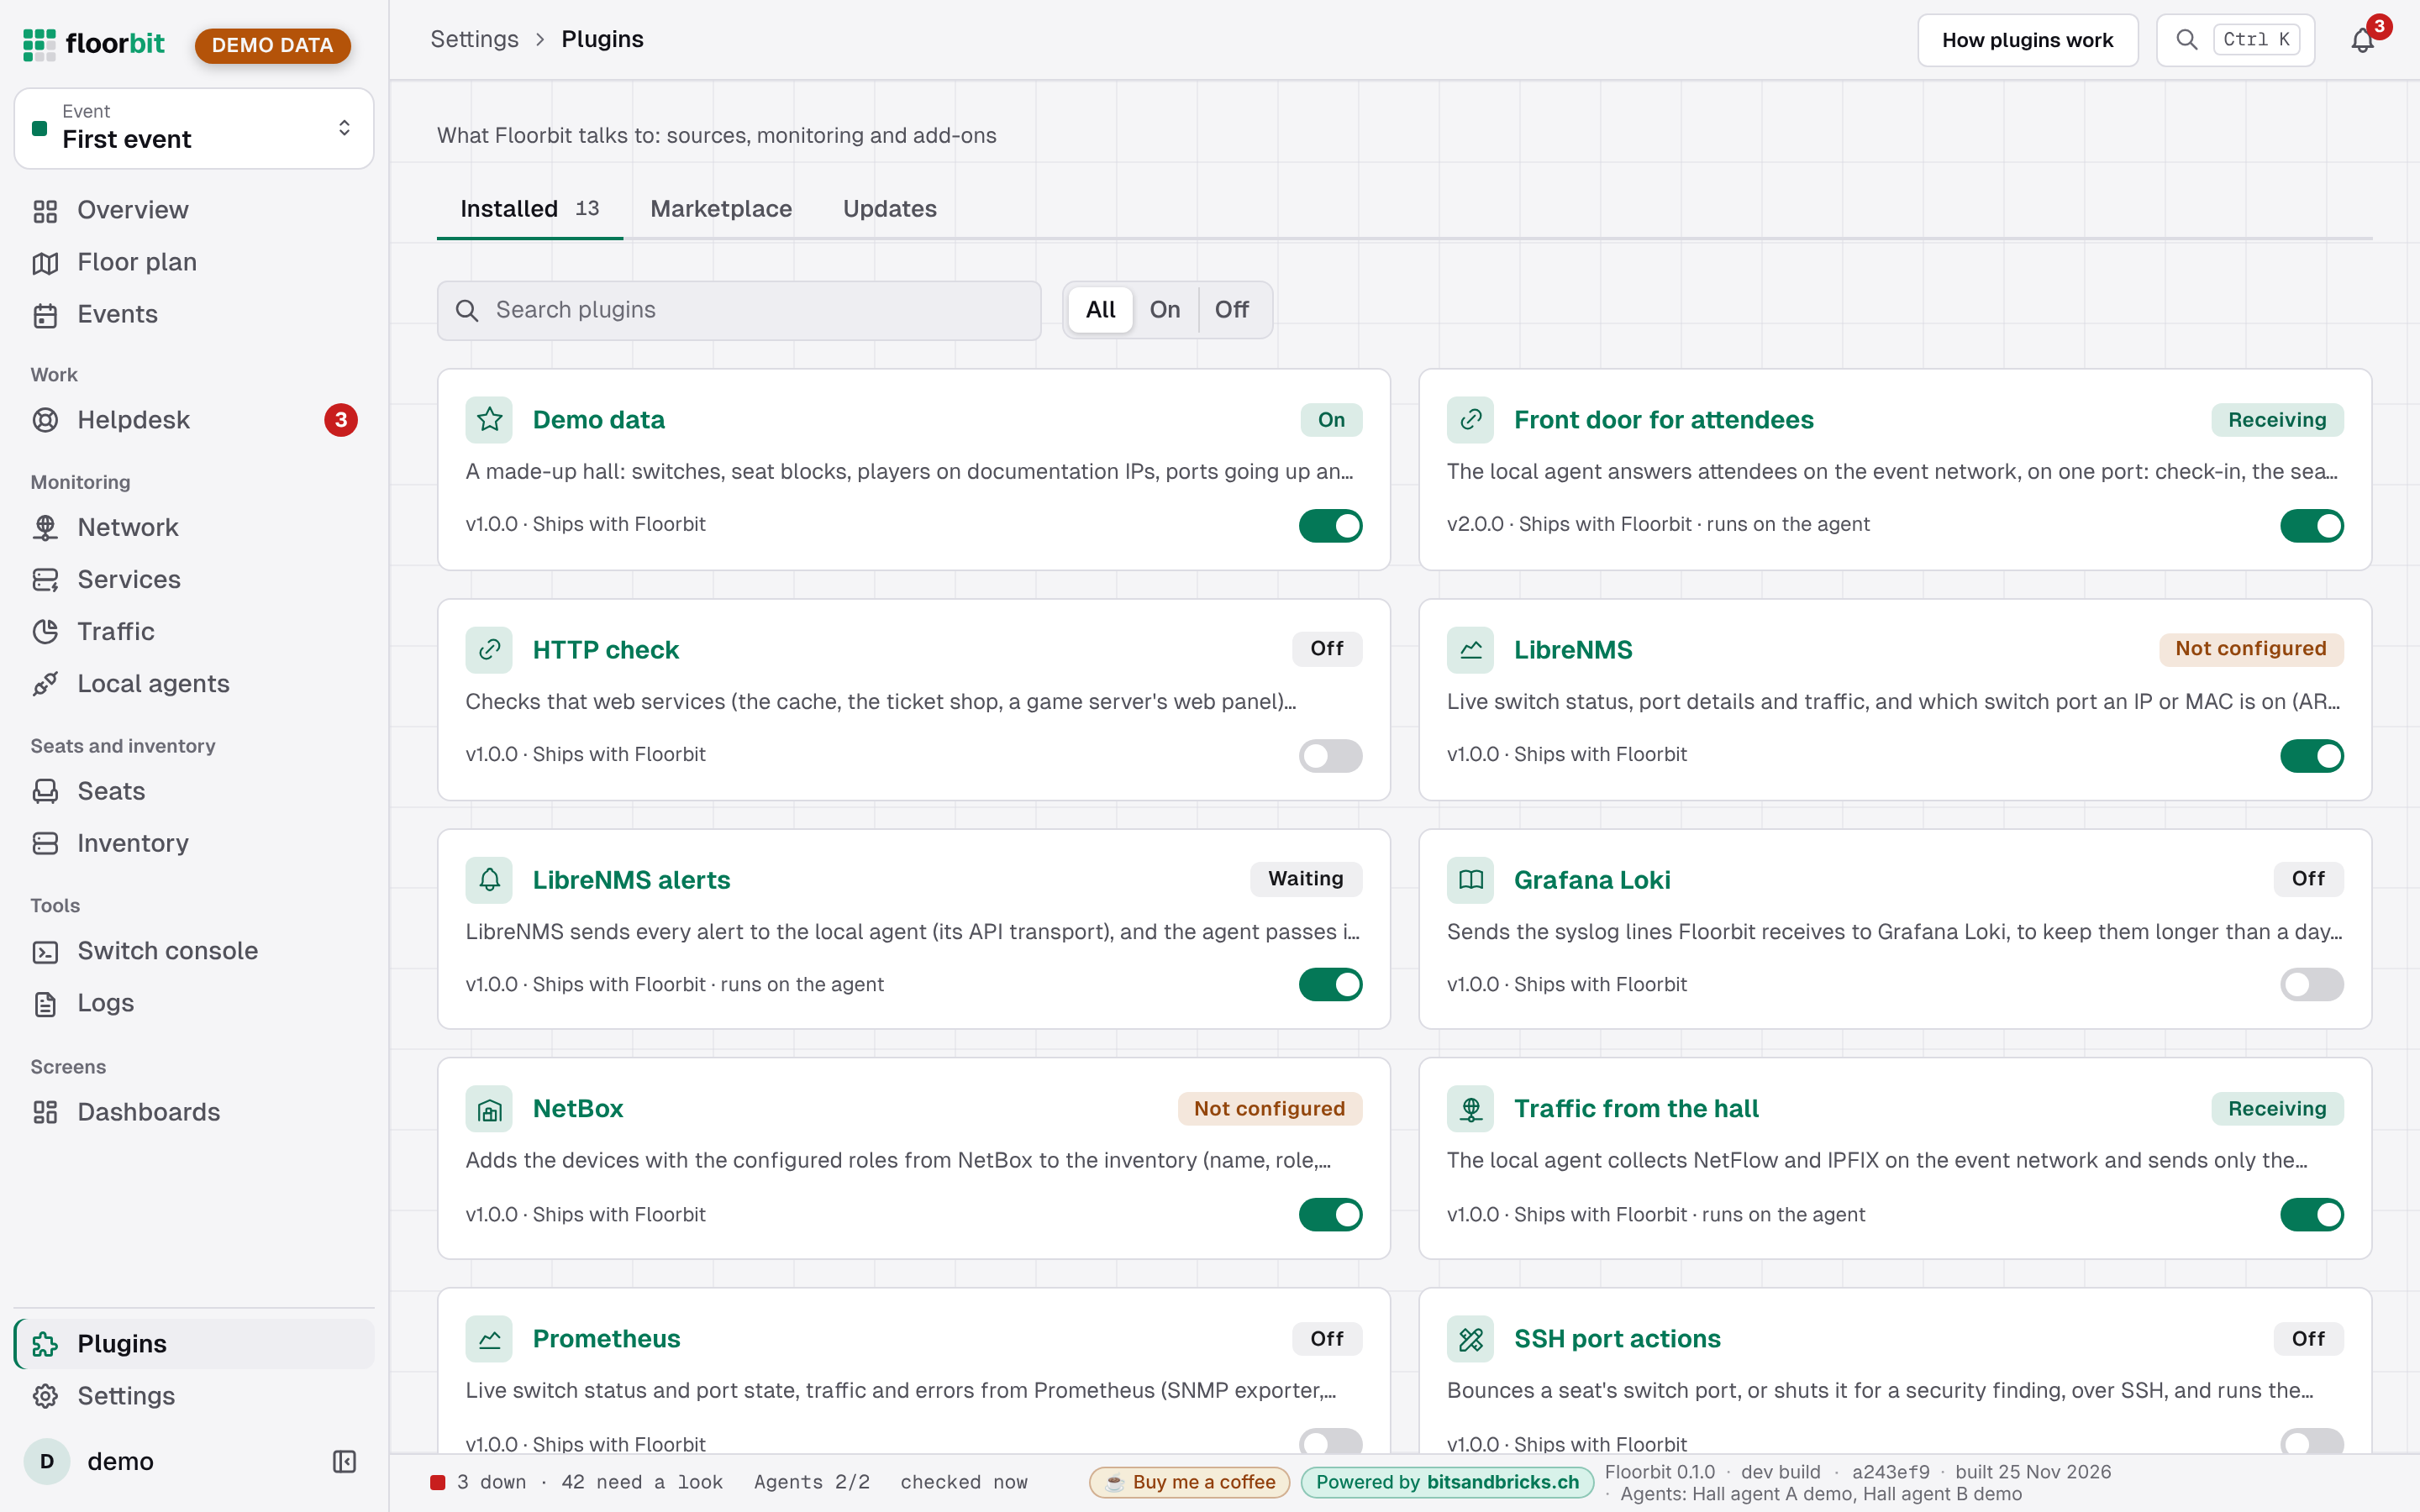 floorbit
DEMO DATA
Event
First event
Overview
Floor plan
Events
Work
Helpdesk
3
Monitoring
Network
Services
Traffic
Local agents
Seats and inventory
Seats
Inventory
Tools
Switch console
Logs
Screens
Dashboards
Plugins
Settings
D
demo
Settings > Plugins
How plugins work
Ctrl K
3
What Floorbit talks to: sources, monitoring and add-ons
Installed 13
Marketplace
Updates
Search plugins
All
On
Off
Demo data
On
A made-up hall: switches, seat blocks, players on documentation IPs, ports going up an...
v1.0.0 · Ships with Floorbit
Front door for attendees
Receiving
The local agent answers attendees on the event network, on one port: check-in, the sea...
v2.0.0 · Ships with Floorbit · runs on the agent
HTTP check
Off
Checks that web services (the cache, the ticket shop, a game server's web panel)...
v1.0.0 · Ships with Floorbit
LibreNMS
Not configured
Live switch status, port details and traffic, and which switch port an IP or MAC is on (AR...
v1.0.0 · Ships with Floorbit
LibreNMS alerts
Waiting
LibreNMS sends every alert to the local agent (its API transport), and the agent passes i...
v1.0.0 · Ships with Floorbit · runs on the agent
Grafana Loki
Off
Sends the syslog lines Floorbit receives to Grafana Loki, to keep them longer than a day...
v1.0.0 · Ships with Floorbit
NetBox
Not configured
Adds the devices with the configured roles from NetBox to the inventory (name, role,...
v1.0.0 · Ships with Floorbit
Traffic from the hall
Receiving
The local agent collects NetFlow and IPFIX on the event network and sends only the...
v1.0.0 · Ships with Floorbit · runs on the agent
Prometheus
Off
Live switch status and port state, traffic and errors from Prometheus (SNMP exporter,...
v1.0.0 · Ships with Floorbit
SSH port actions
Off
Bounces a seat's switch port, or shuts it for a security finding, over SSH, and runs the...
v1.0.0 · Ships with Floorbit
3 down · 42 need a look
Agents 2/2
checked now
Buy me a coffee
Powered by bitsandbricks.ch
Floorbit 0.1.0 · dev build · a243ef9 · built 25 Nov 2026
· Agents: Hall agent A demo, Hall agent B demo